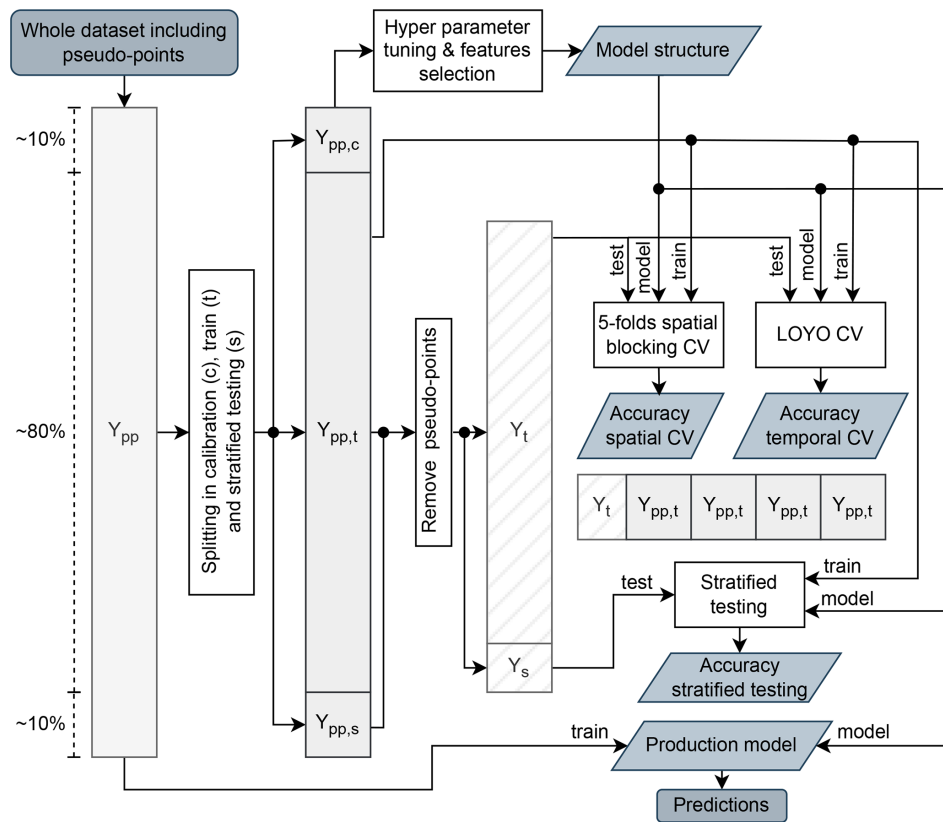 Whole dataset including
pseudo-points
Hyper parameter
tuning & features
selection
Model structure
~10%
Y_pp,c
test
model
train
test
model
train
Splitting in calibration (c), train (t)
and stratified testing (s)
Remove pseudo-points
5-folds spatial
blocking CV
LOYO CV
~80%
Y_pp
Y_pp,t
Y_t
Accuracy
spatial CV
Accuracy
temporal CV
Y_t Y_pp,t Y_pp,t Y_pp,t Y_pp,t
test
Stratified
testing
train
model
Y_s
Accuracy
stratified testing
~10%
Y_pp,s
train
Production model
model
Predictions